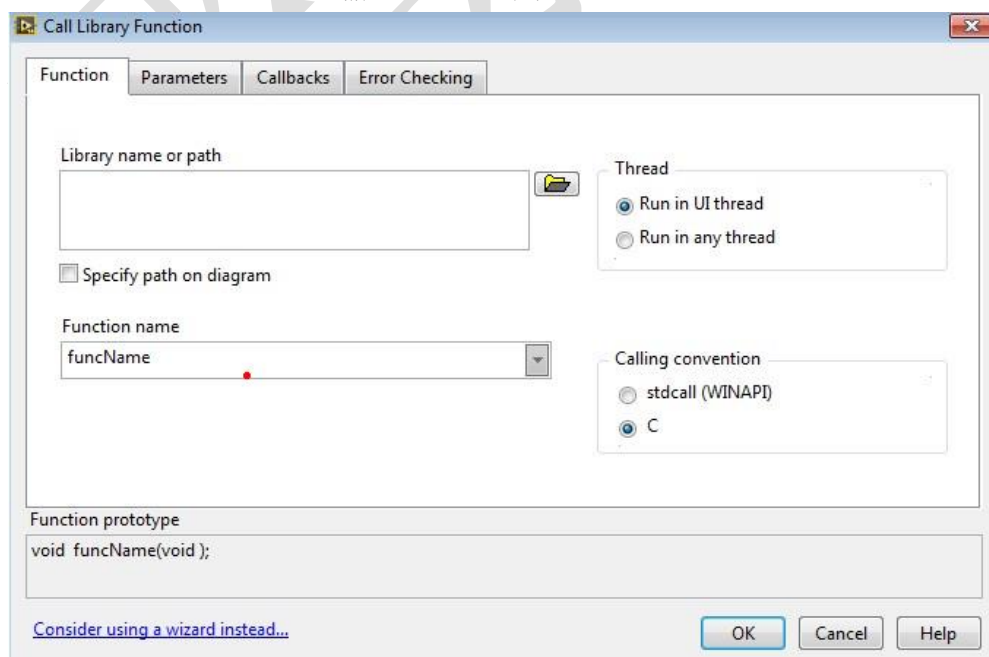 Call Library Function
Function
Parameters
Callbacks
Error Checking
Library name or path
Specify path on diagram
Function name
funcName
Thread
Run in UI thread
Run in any thread
Calling convention
stdcall (WINAPI)
C
Function prototype
void  funcName(void );
Consider using a wizard instead...
OK
Cancel
Help